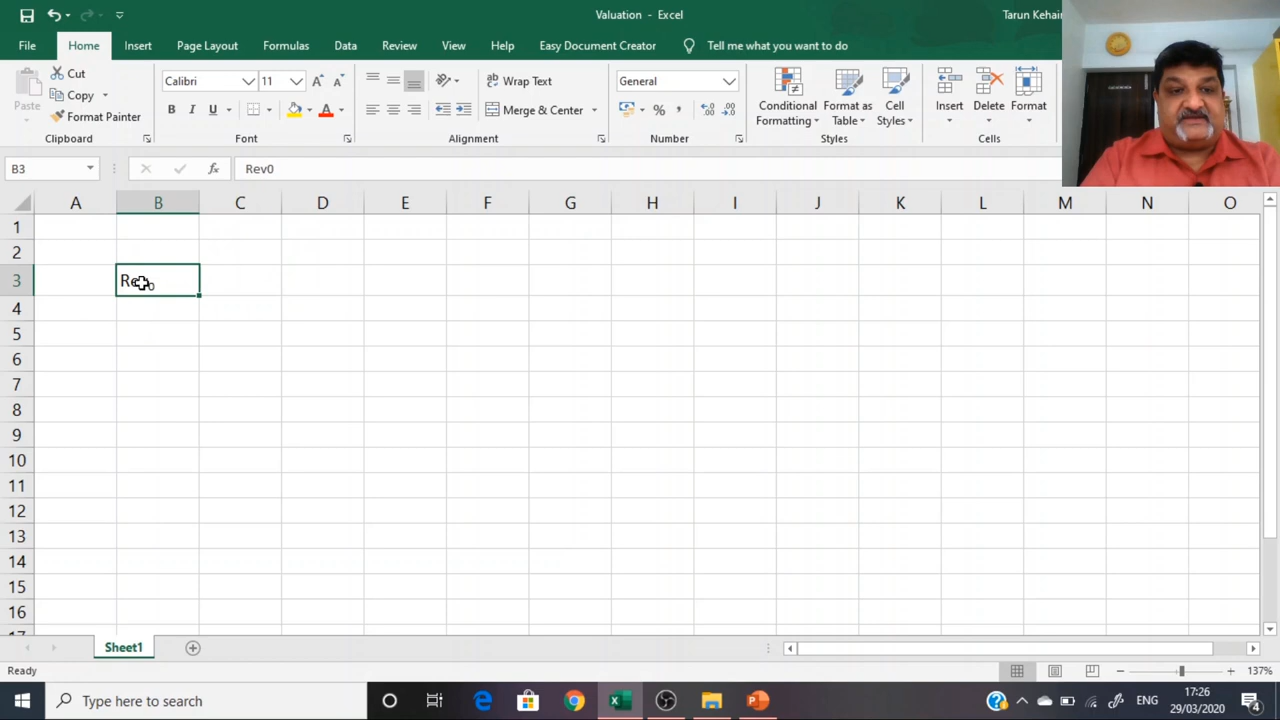 Valuation - Excel
Tarun Kehair
File Home Insert Page Layout Formulas Data Review View Help Easy Document Creator Tell me what you want to do
Paste
Cut
Copy
Format Painter
Clipboard
Calibri 11
B I U
Font
Wrap Text
Merge & Center
Alignment
General
Number
Conditional Formatting
Format as Table
Cell Styles
Styles
Insert
Delete
Format
Cells
B3
Rev0
A B C D E F G H I J K L M N O
1
2
3
4
5
6
7
8
9
10
11
12
13
14
15
16
17
Sheet1
Ready
137%
Type here to search
ENG
17:26
29/03/2020
4